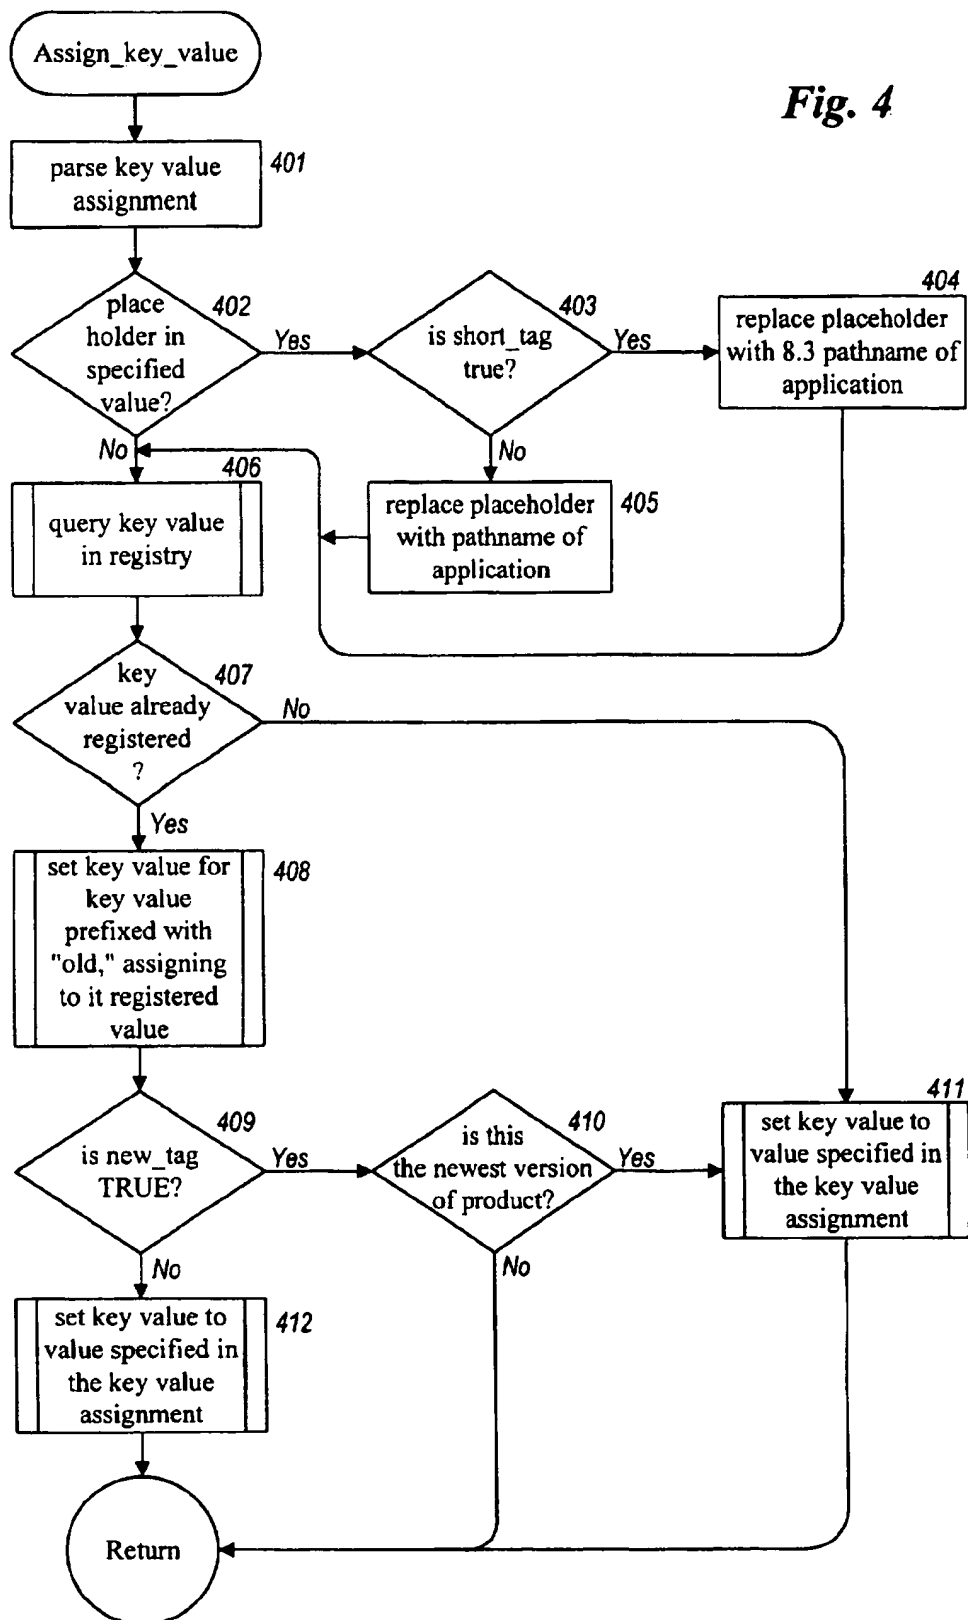 Assign_key_value
Fig. 4
parse key value
assignment
401
place
holder in
specified
value?
402
Yes
No
is short_tag
true?
403
Yes
No
404
replace placeholder
with 8.3 pathname of
application
replace placeholder
with pathname of
application
405
406
query key value
in registry
key
value already
registered
?
407
No
Yes
set key value for
key value
prefixed with
"old," assigning
to it registered
value
408
is new_tag
TRUE?
409
Yes
No
is this
the newest version
of product?
410
Yes
No
411
set key value to
value specified in
the key value
assignment
set key value to
value specified in
the key value
assignment
412
Return